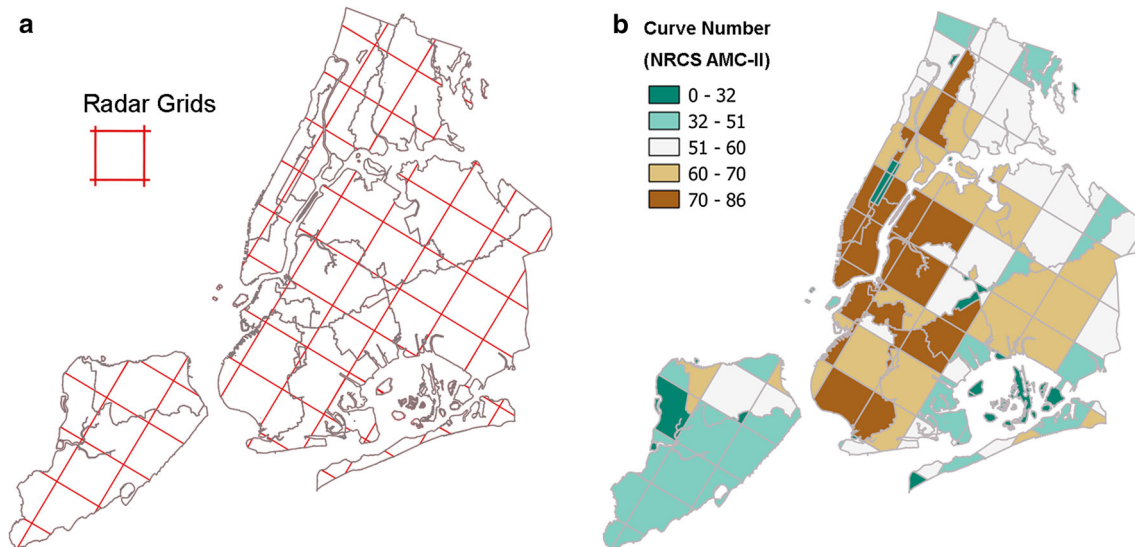 a
Radar Grids
b
Curve Number
(NRCS AMC-II)
0 - 32
32 - 51
51 - 60
60 - 70
70 - 86